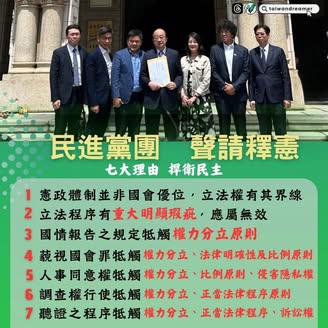 taiwandreamer
民進黨團 聲請釋憲
七大理由 捍衛民主
1 憲政體制並非國會優位，立法權有其界線
2 立法程序有重大明顯瑕疵，應屬無效
3 國情報告之規定牴觸權力分立原則
4 藐視國會罪牴觸權力分立、法律明確性及比例原則
5 人事同意權牴觸權力分立、比例原則、侵害隱私權
6 調查權行使牴觸權力分立、正當法律程序原則
7 聽證之程序牴觸權力分立、正當法律程序、訴訟權